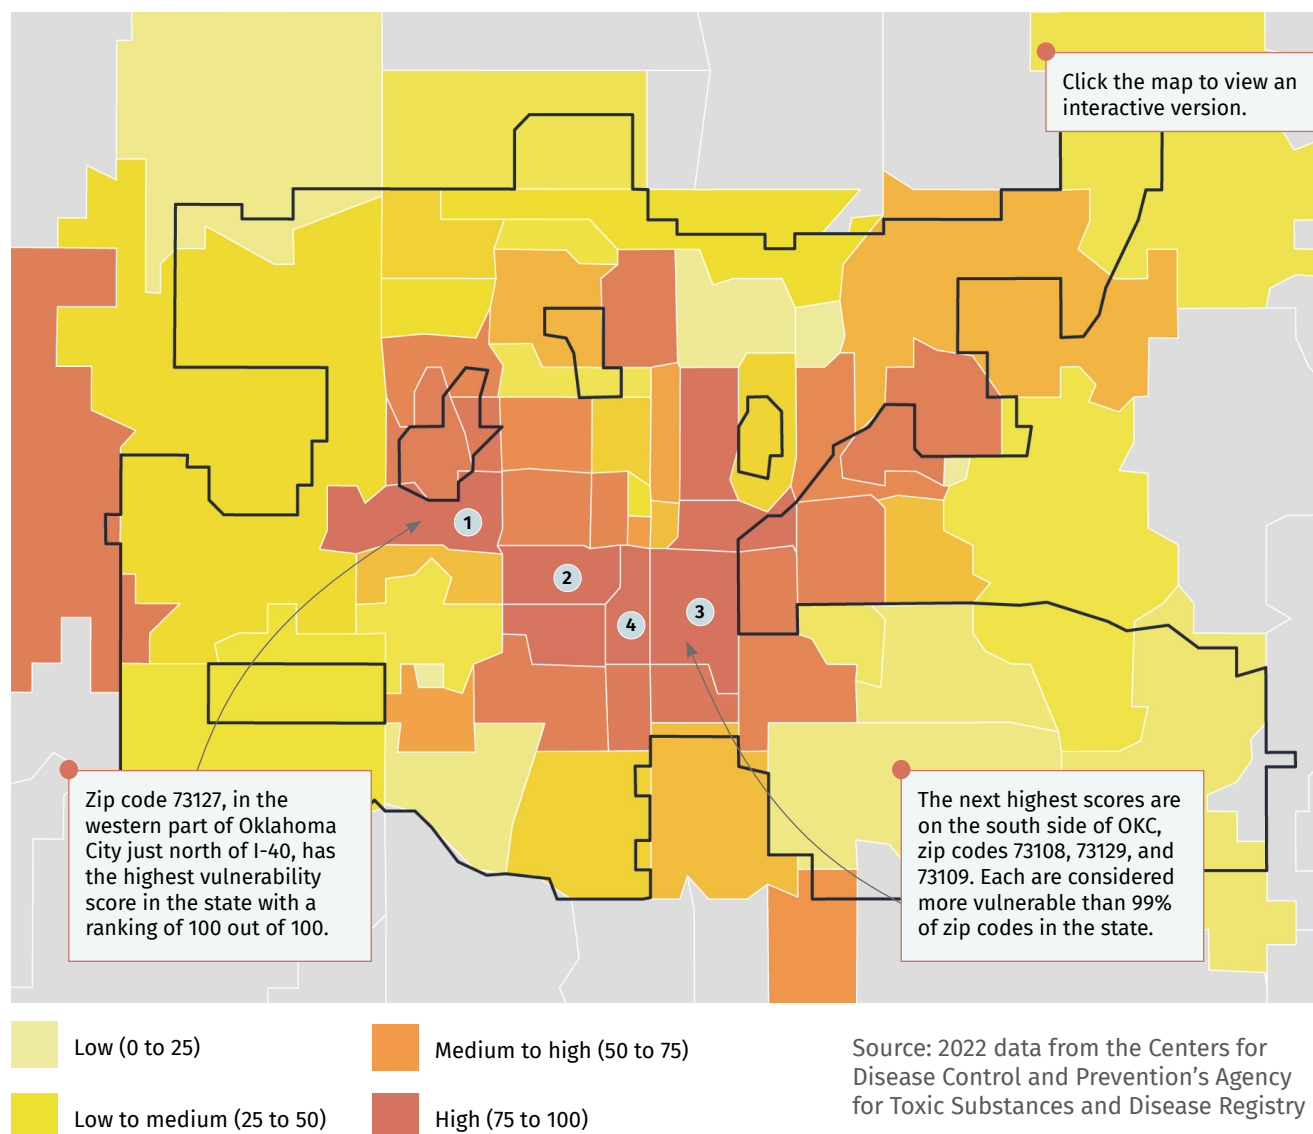 Click the map to view an
interactive version.
1
2
3
4
Zip code 73127, in the
western part of Oklahoma
City just north of I-40, has
the highest vulnerability
score in the state with a
ranking of 100 out of 100.
The next highest scores are
on the south side of OKC,
zip codes 73108, 73129, and
73109. Each are considered
more vulnerable than 99%
of zip codes in the state.
Low (0 to 25)
Low to medium (25 to 50)
Medium to high (50 to 75)
High (75 to 100)
Source: 2022 data from the Centers for
Disease Control and Prevention’s Agency
for Toxic Substances and Disease Registry